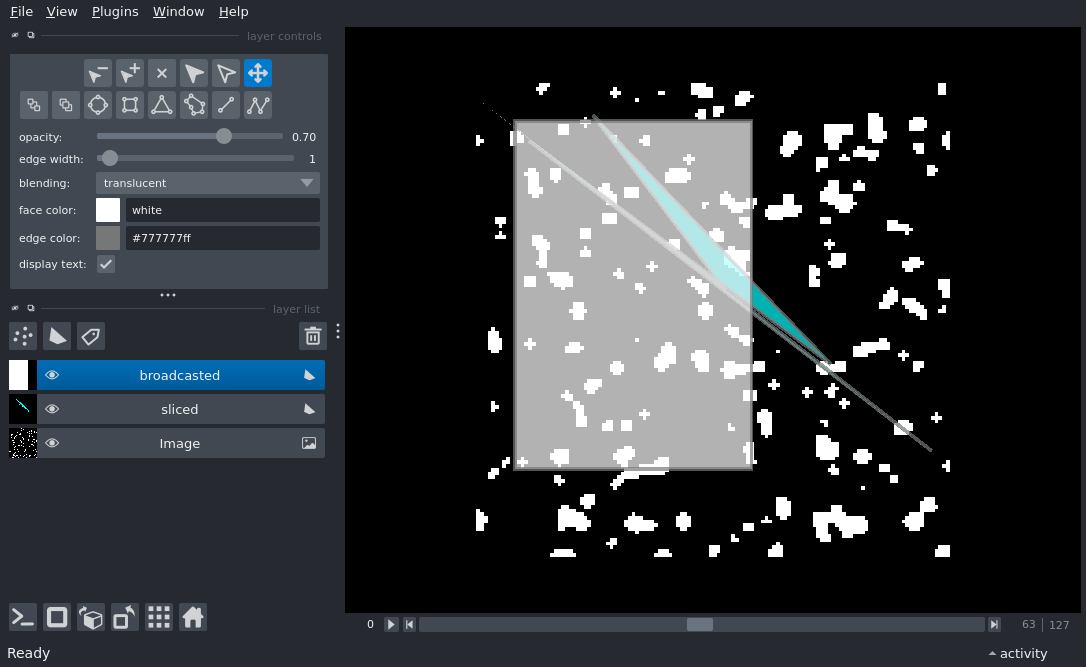 File View Plugins Window Help
layer controls
opacity: 0.70
edge width: 1
blending: translucent
face color: white
edge color: #777777ff
display text:
layer list
broadcasted
sliced
Image
0 63 127
Ready activity